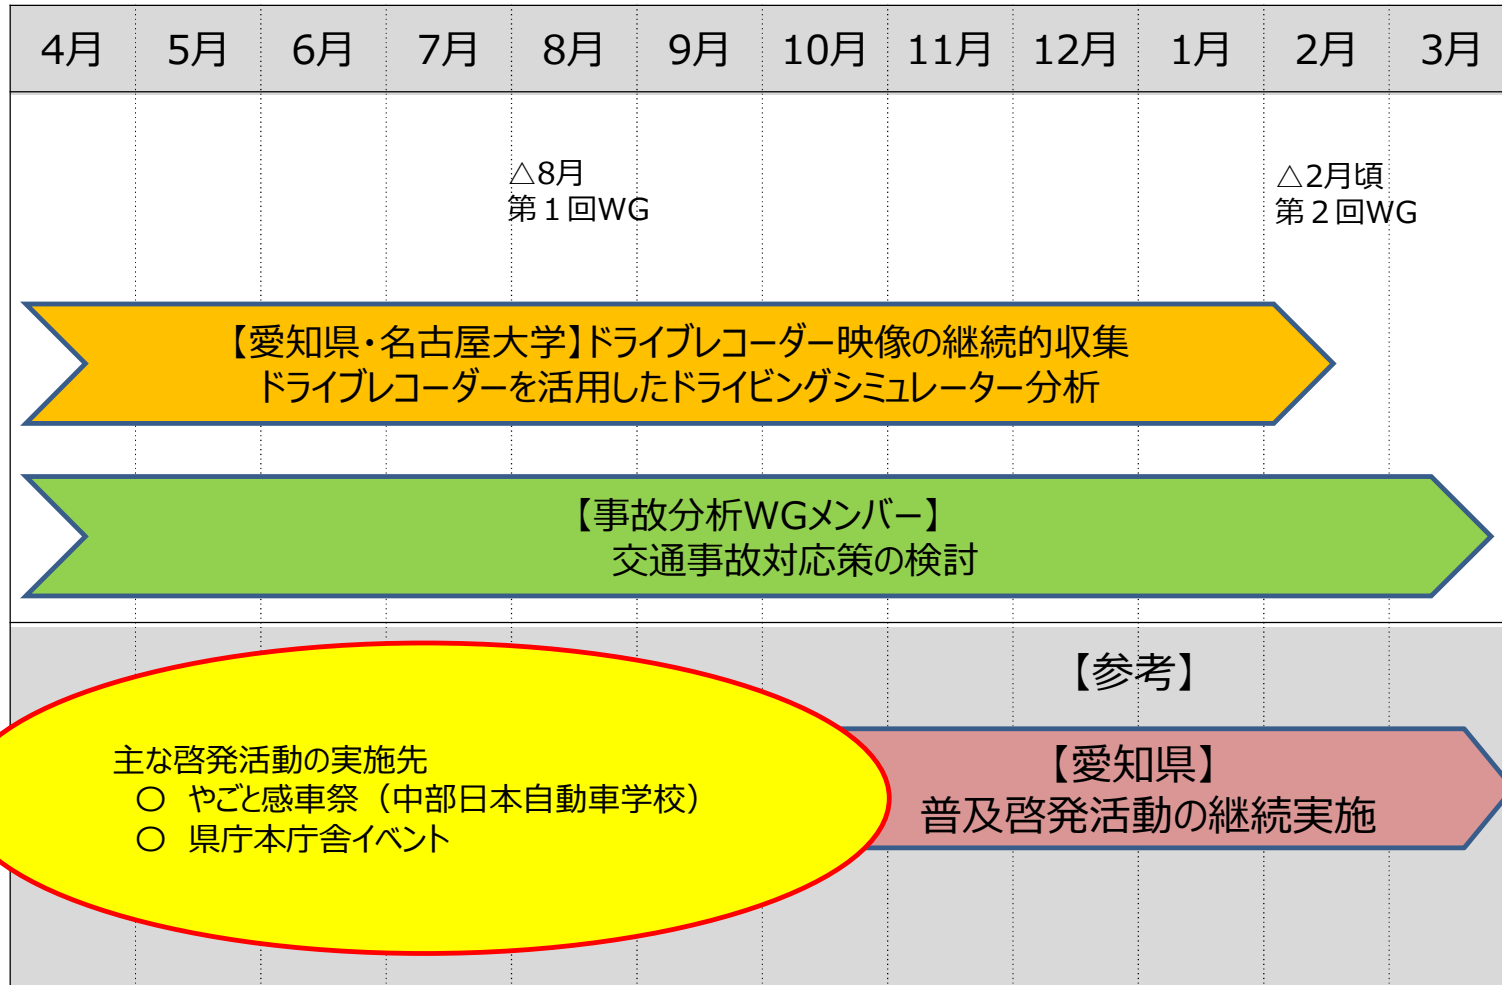 4月 5月 6月 7月 8月 9月 10月 11月 12月 1月 2月 3月
△8月
第１回WG
△2月頃
第２回WG
【愛知県・名古屋大学】ドライブレコーダー映像の継続的収集
ドライブレコーダーを活用したドライビングシミュレーター分析
【事故分析WGメンバー】
交通事故対応策の検討
【参考】
主な啓発活動の実施先
○ やごと感車祭（中部日本自動車学校）
○ 県庁本庁舎イベント
【愛知県】
普及啓発活動の継続実施